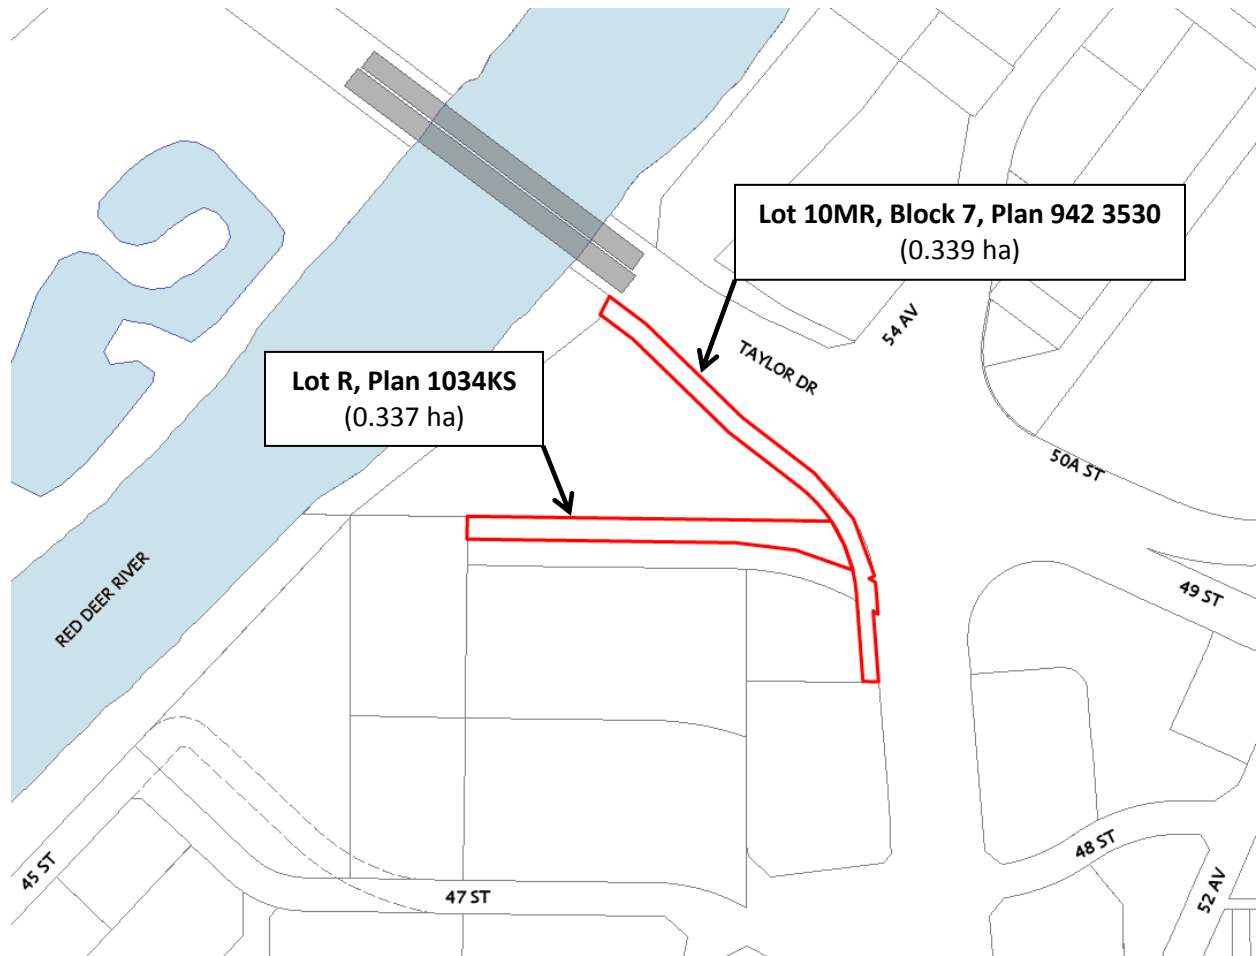 Lot 10MR, Block 7, Plan 942 3530
(0.339 ha)
54 AV
TAYLOR DR
Lot R, Plan 1034KS
(0.337 ha)
50A ST
RED DEER RIVER
49 ST
48 ST
45 ST
47 ST
52 AV